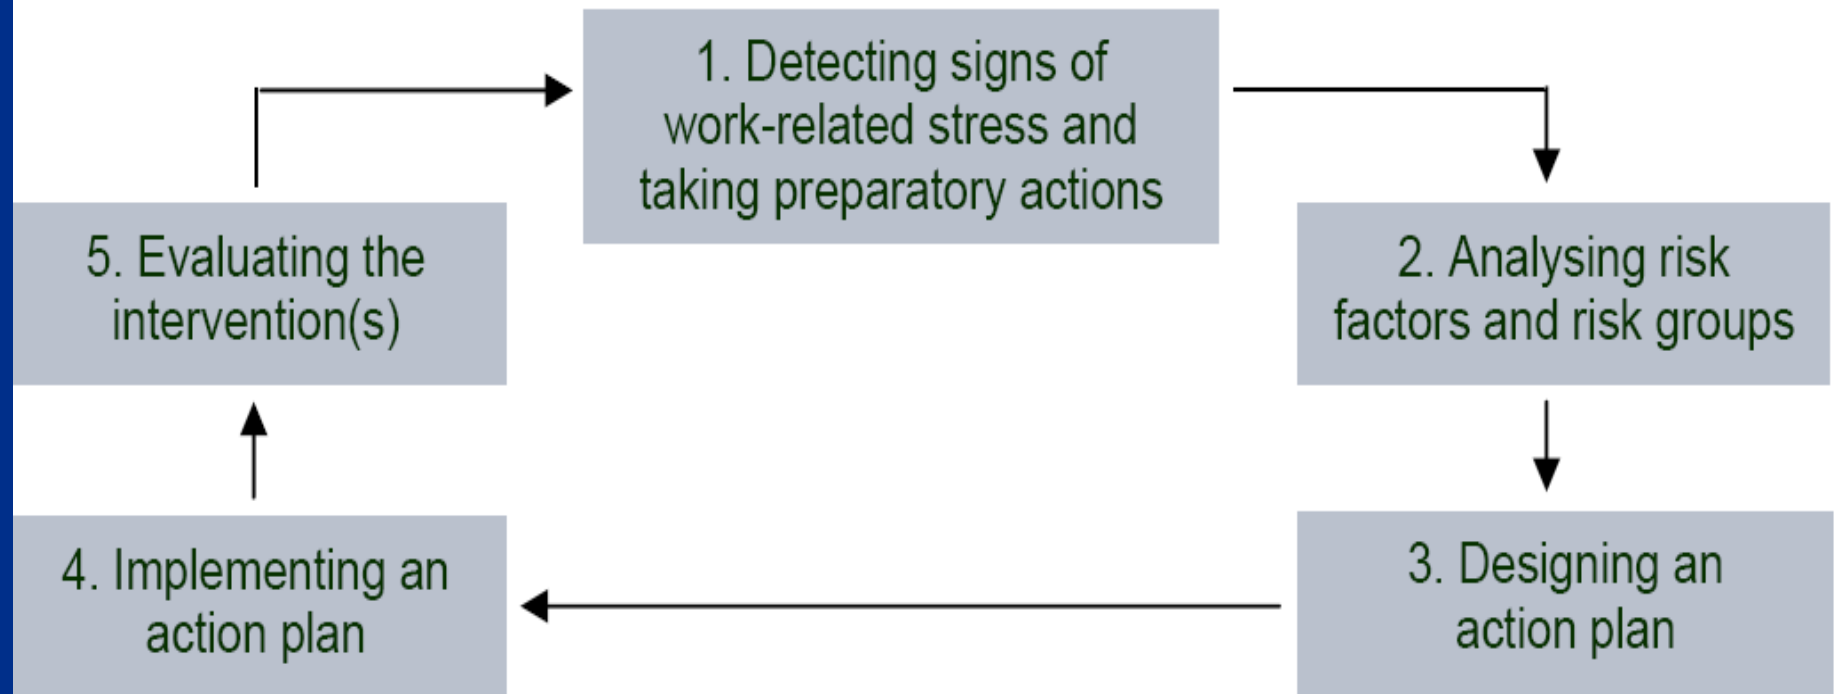 1. Detecting signs of
work-related stress and
taking preparatory actions
2. Analysing risk
factors and risk groups
3. Designing an
action plan
4. Implementing an
action plan
5. Evaluating the
intervention(s)